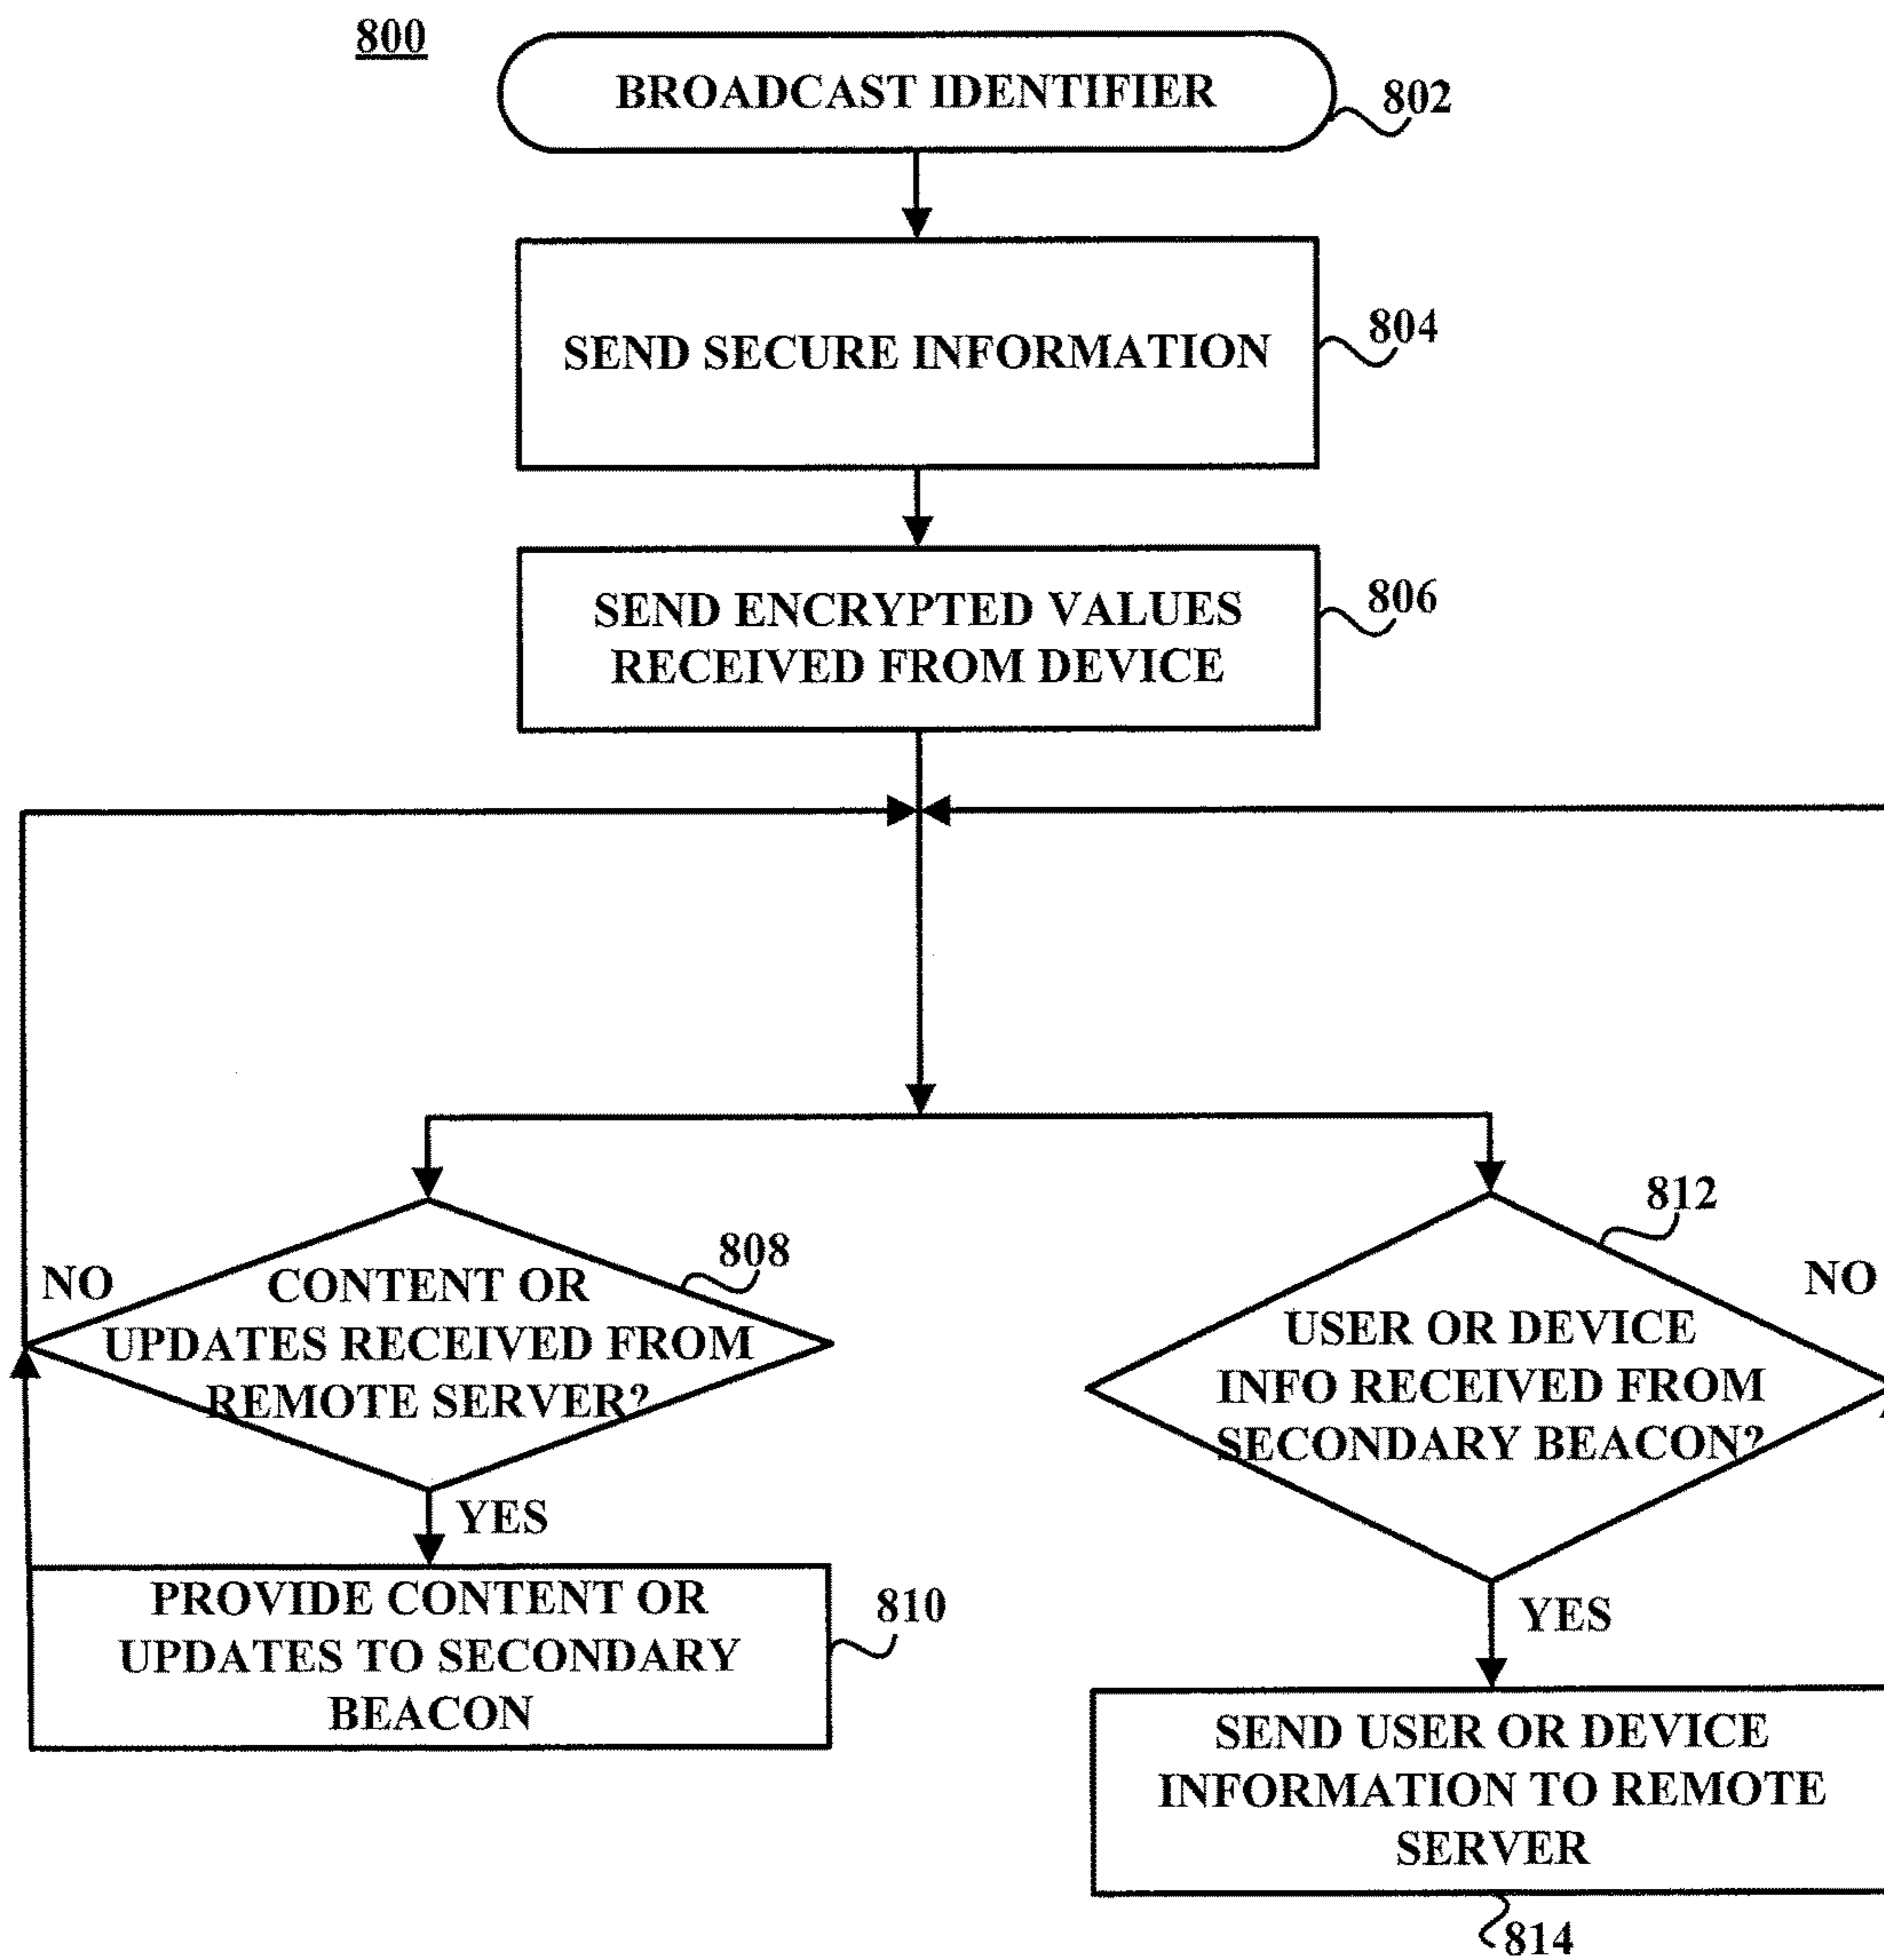 800
BROADCAST IDENTIFIER
802
SEND SECURE INFORMATION
804
SEND ENCRYPTED VALUES
RECEIVED FROM DEVICE
806
NO
CONTENT OR
UPDATES RECEIVED FROM
REMOTE SERVER?
808
YES
PROVIDE CONTENT OR
UPDATES TO SECONDARY
BEACON
810
812
NO
USER OR DEVICE
INFO RECEIVED FROM
SECONDARY BEACON?
YES
SEND USER OR DEVICE
INFORMATION TO REMOTE
SERVER
814